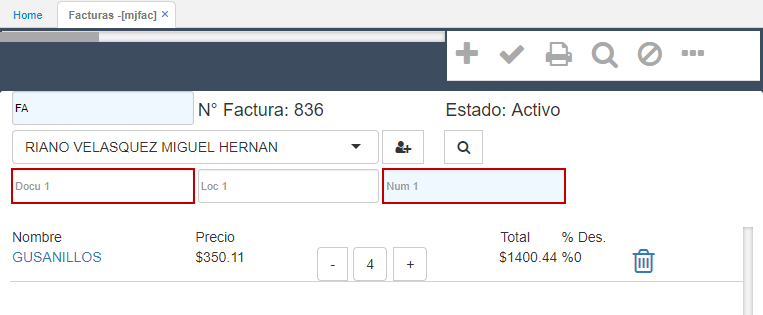 Home Facturas -[mjfac] ×
FA N° Factura: 836 Estado: Activo
RIANO VELASQUEZ MIGUEL HERNAN
Docu 1 Loc 1 Num 1
Nombre Precio Total % Des.
GUSANILLOS $350.11 - 4 + $1400.44 %0